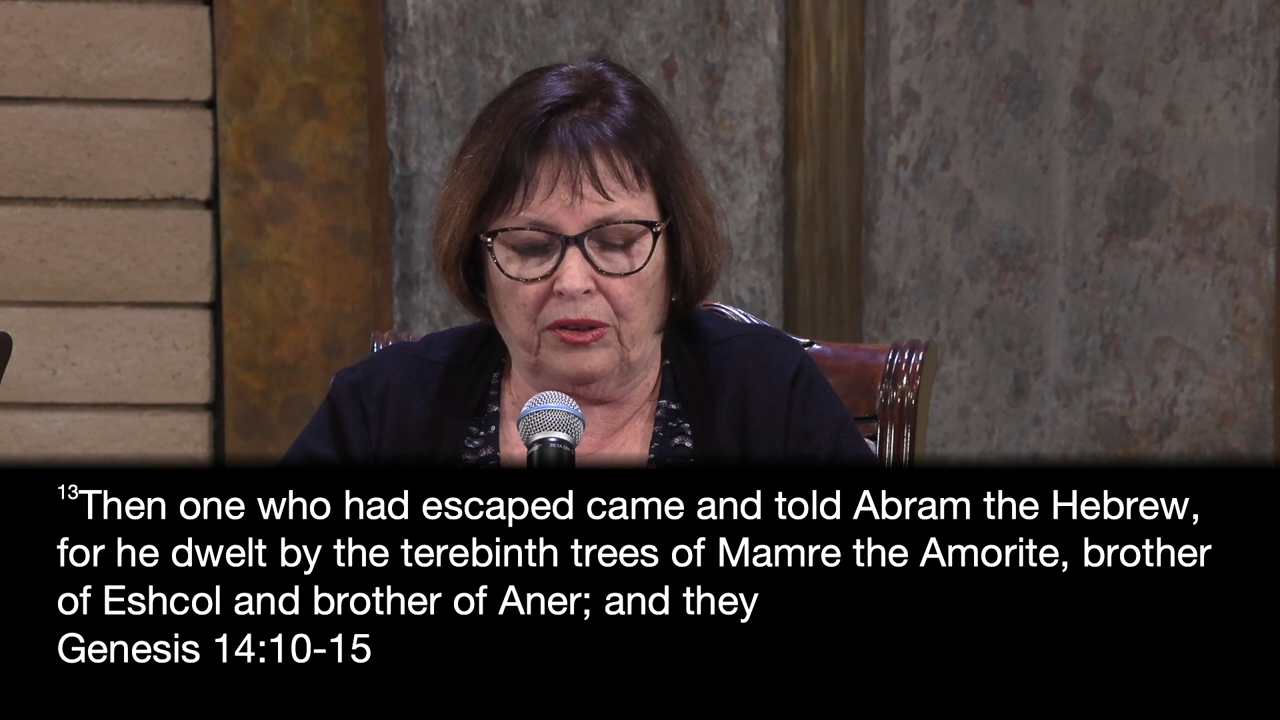 13Then one who had escaped came and told Abram the Hebrew,
for he dwelt by the terebinth trees of Mamre the Amorite, brother
of Eshcol and brother of Aner; and they
Genesis 14:10-15